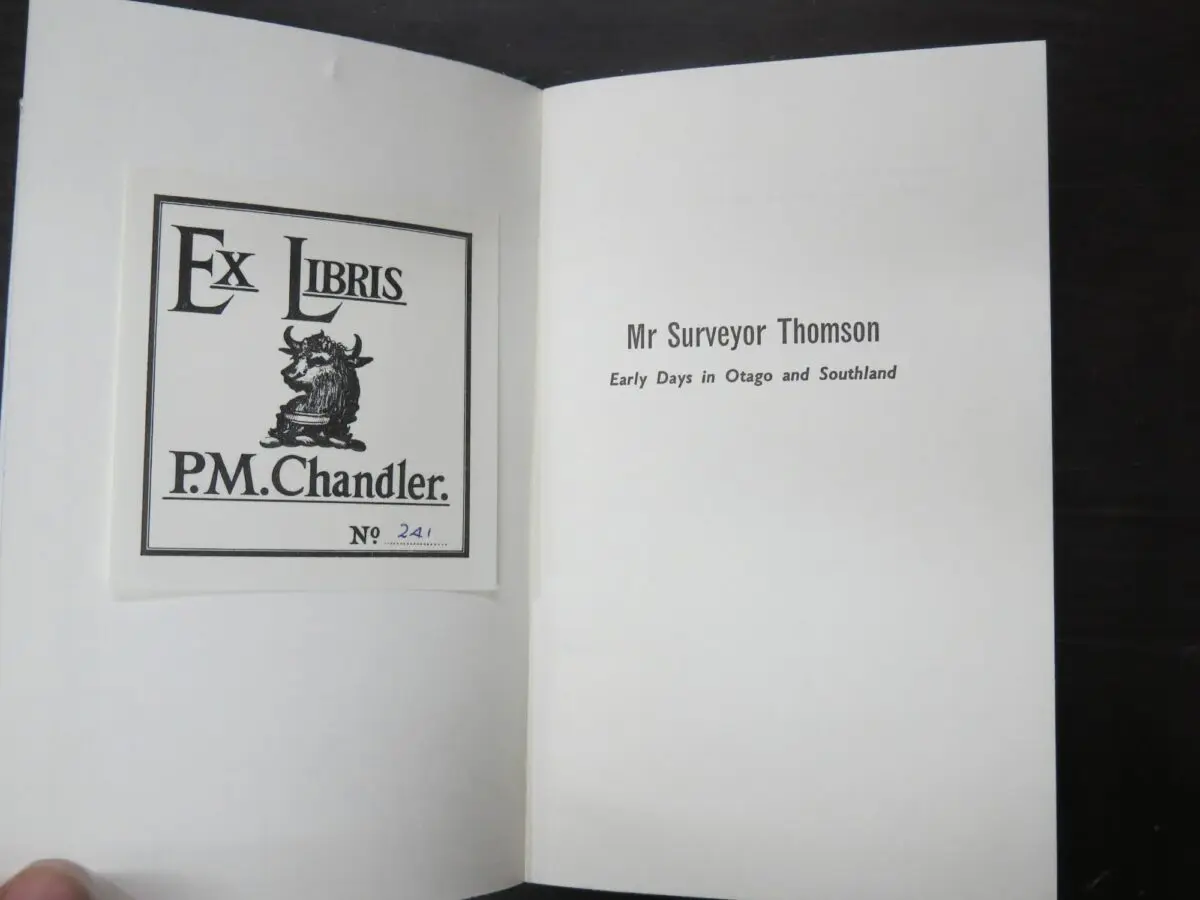 Ex Libris
P.M. Chandler.
Nº 241
Mr Surveyor Thomson
Early Days in Otago and Southland